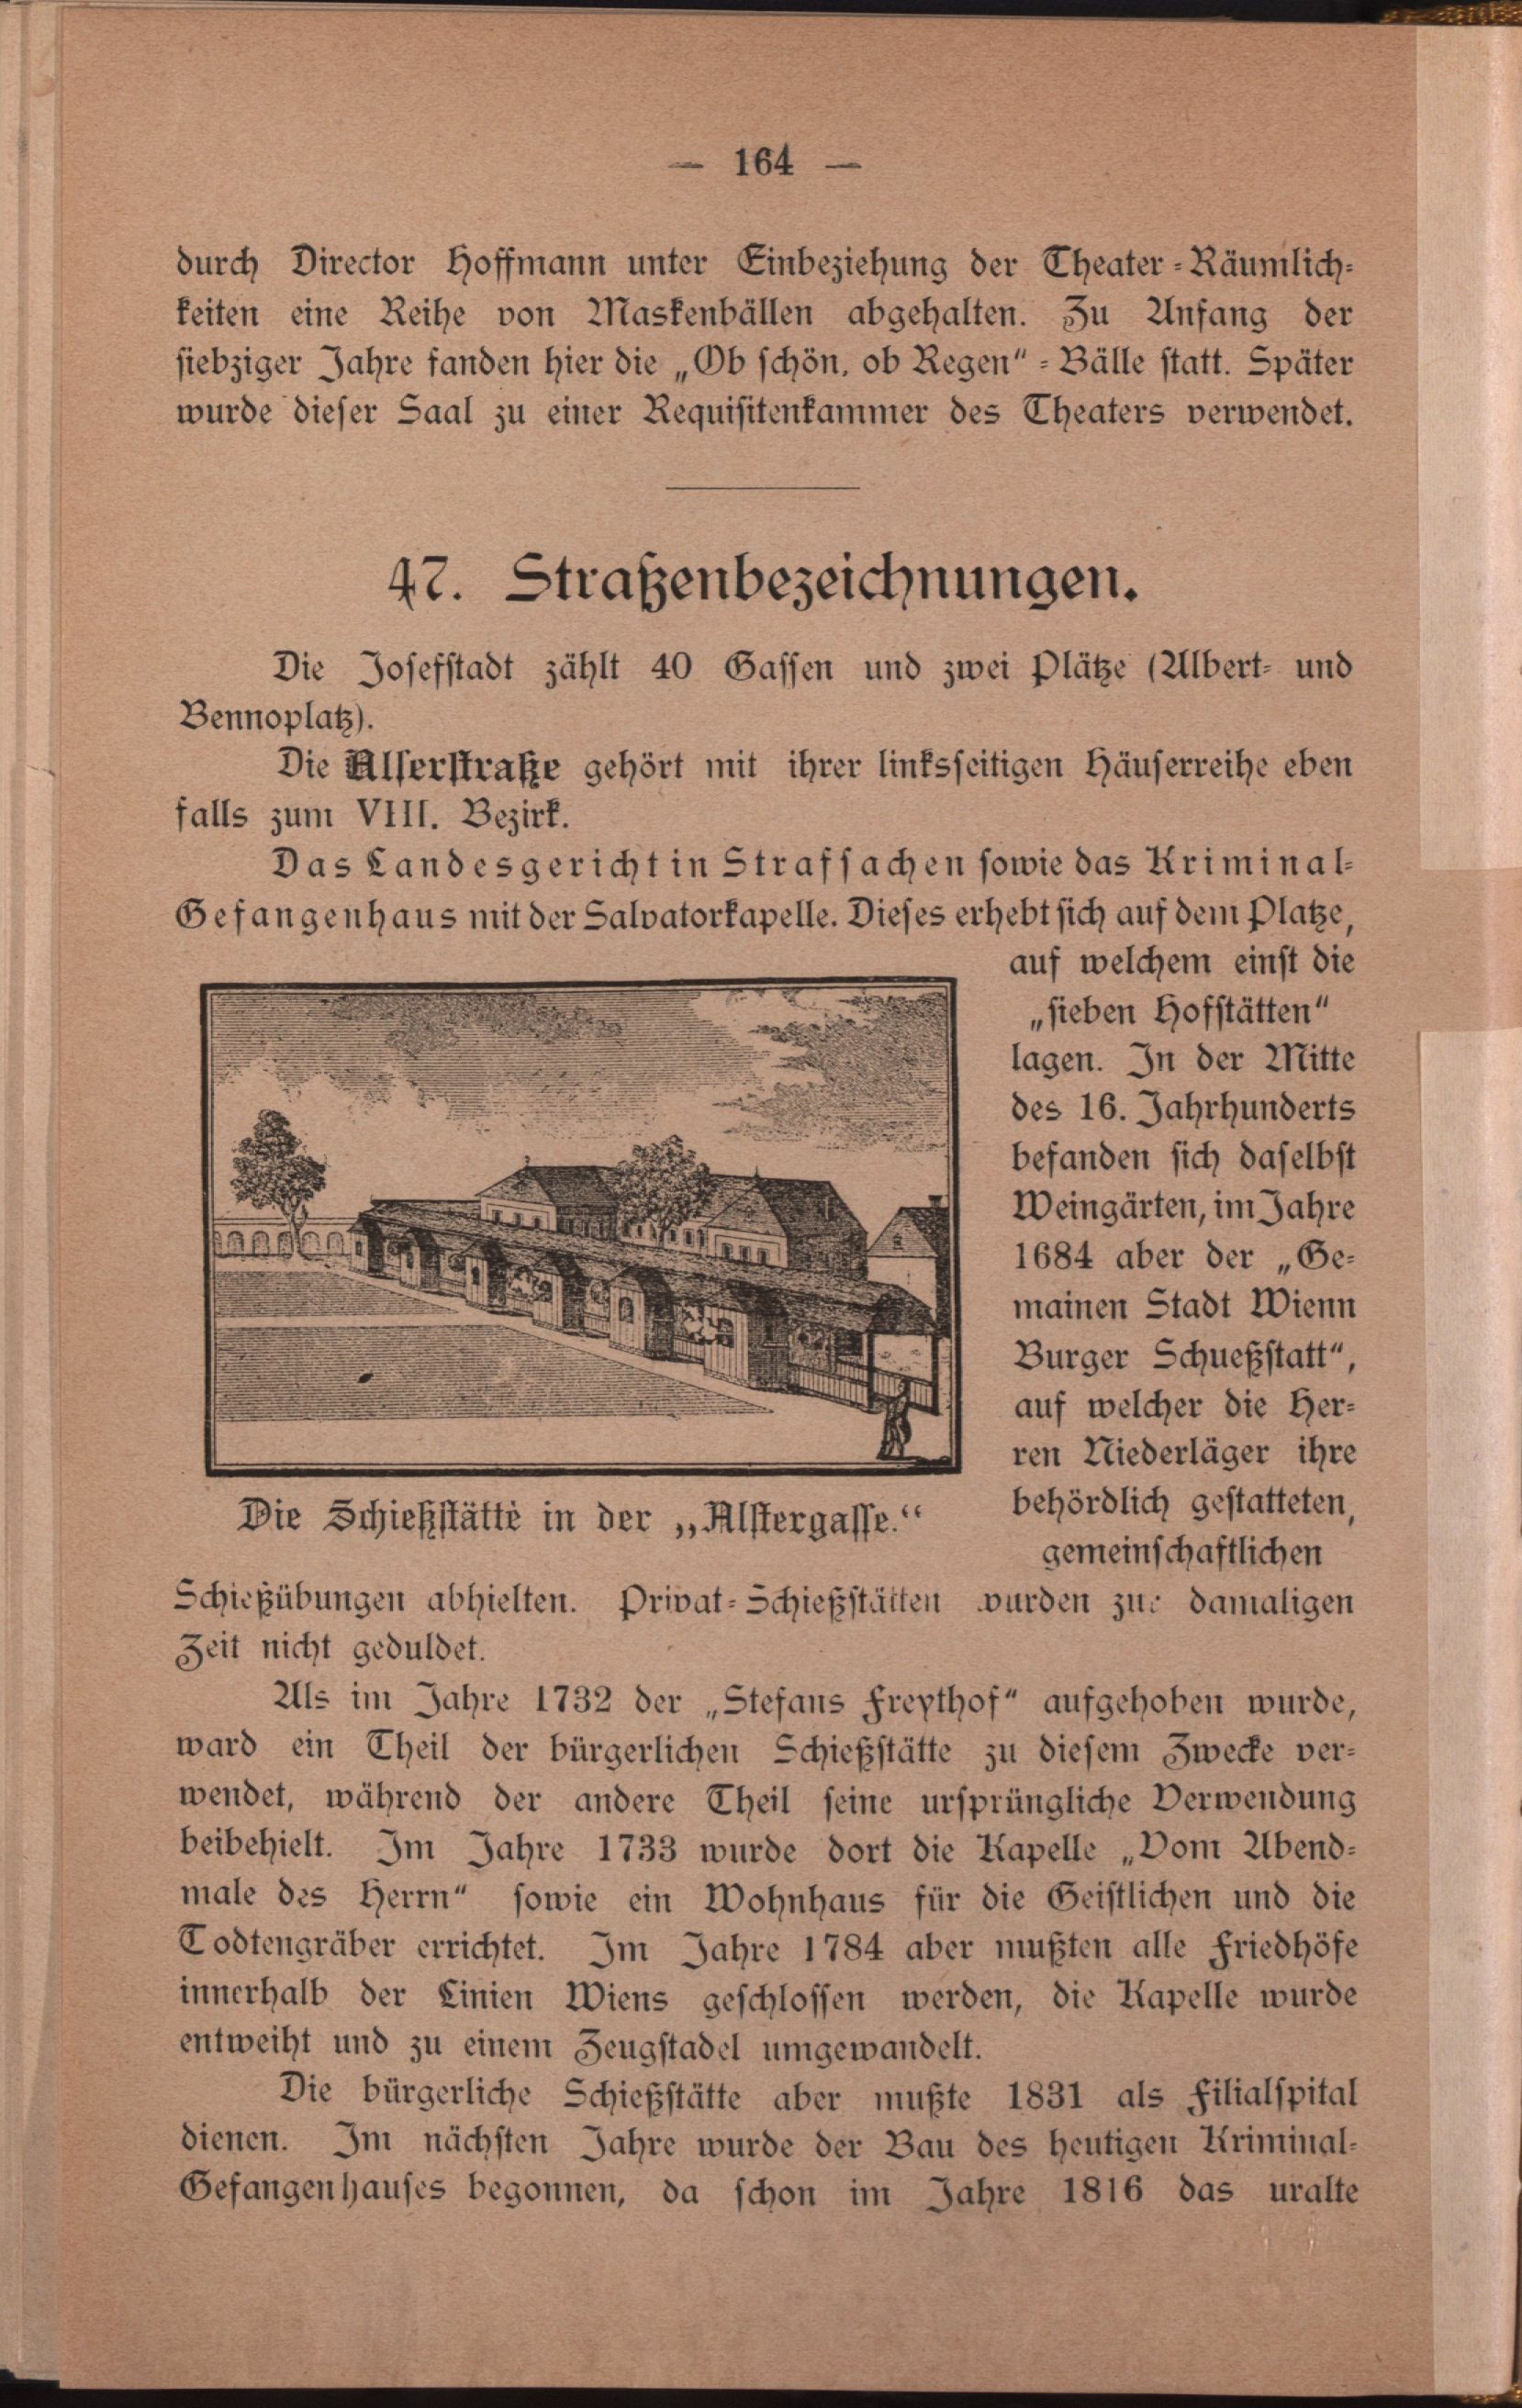 — 164 —
durch Director Hoffmann unter Einbeziehung der Theater-Räumlich-
keiten eine Reihe von Maskenbällen abgehalten. Zu Anfang der
siebziger Jahre fanden hier die „Ob schön, ob Regen“-Bälle statt. Später
wurde dieser Saal zu einer Requisitenkammer des Theaters verwendet.
47. Straßenbezeichnungen.
Die Josefstadt zählt 40 Gassen und zwei Plätze (Albert- und
Bennoplatz).
Die Alserstraße gehört mit ihrer linksseitigen Häuserreihe eben
falls zum VIII. Bezirk.
Das Landesgericht in Strafsachen sowie das Kriminal-
Gefangenhaus mit der Salvatorkapelle. Dieses erhebt sich auf dem Platze,
auf welchem einst die
„sieben Hofstätten“
lagen. In der Mitte
des 16. Jahrhunderts
befanden sich daselbst
Weingärten, im Jahre
1684 aber der „Ge-
mainen Stadt Wienn
Burger Schueßstatt“,
auf welcher die Her-
ren Niederläger ihre
behördlich gestatteten,
gemeinschaftlichen
Die Schießstätte in der „Alstergasse.“
Schießübungen abhielten. Privat-Schießstätten wurden zur damaligen
Zeit nicht geduldet.
Als im Jahre 1732 der „Stefans Freythof“ aufgehoben wurde,
ward ein Theil der bürgerlichen Schießstätte zu diesem Zwecke ver-
wendet, während der andere Theil seine ursprüngliche Verwendung
beibehielt. Im Jahre 1733 wurde dort die Kapelle „Vom Abend-
male des Herrn“ sowie ein Wohnhaus für die Geistlichen und die
Todtengräber errichtet. Im Jahre 1784 aber mußten alle Friedhöfe
innerhalb der Linien Wiens geschlossen werden, die Kapelle wurde
entweiht und zu einem Zeugstadel umgewandelt.
Die bürgerliche Schießstätte aber mußte 1831 als Filialspital
dienen. Im nächsten Jahre wurde der Bau des heutigen Kriminal-
Gefangenhauses begonnen, da schon im Jahre 1816 das uralte